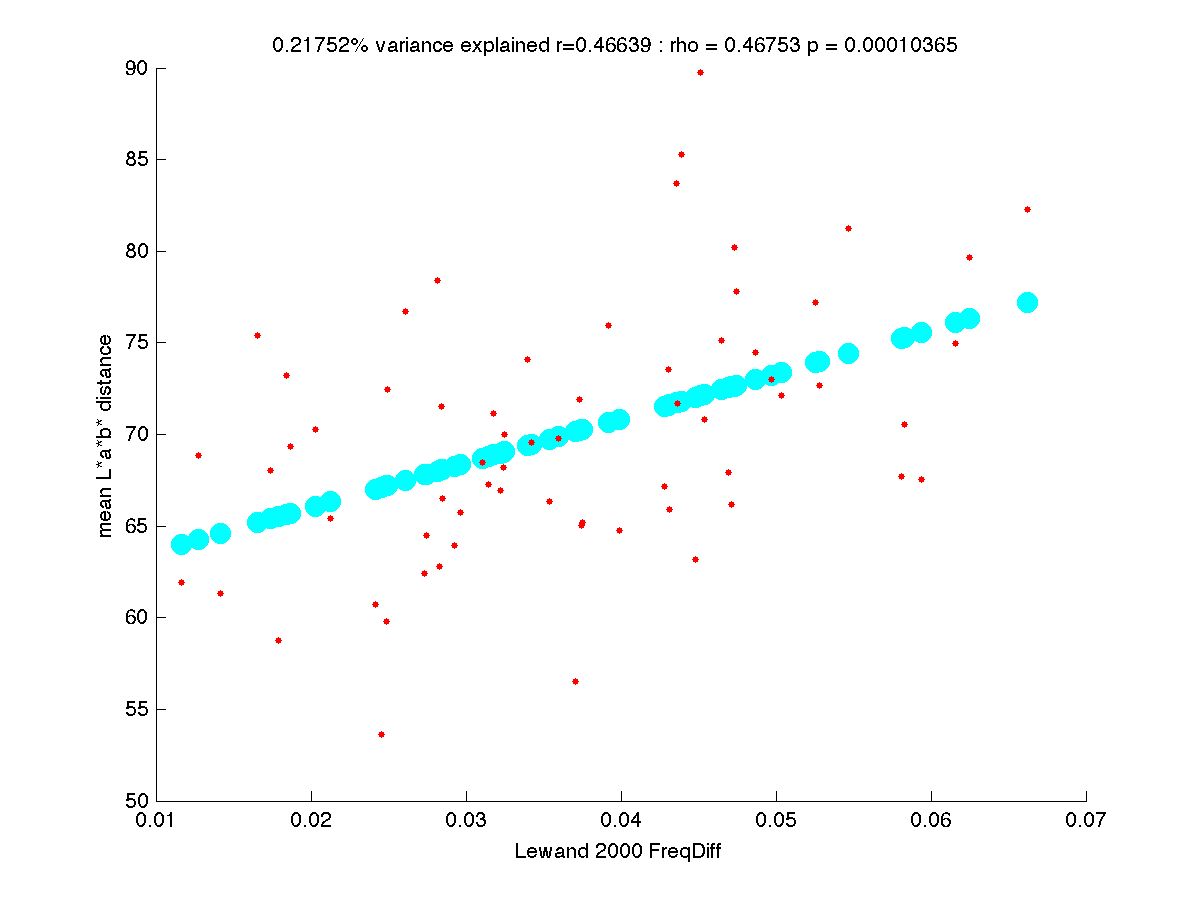 0.21752% variance explained r=0.46639 : rho = 0.46753 p = 0.00010365
90
85
80
75
70
65
60
55
50
mean L*a*b* distance
0.01 0.02 0.03 0.04 0.05 0.06 0.07
Lewand 2000 FreqDiff